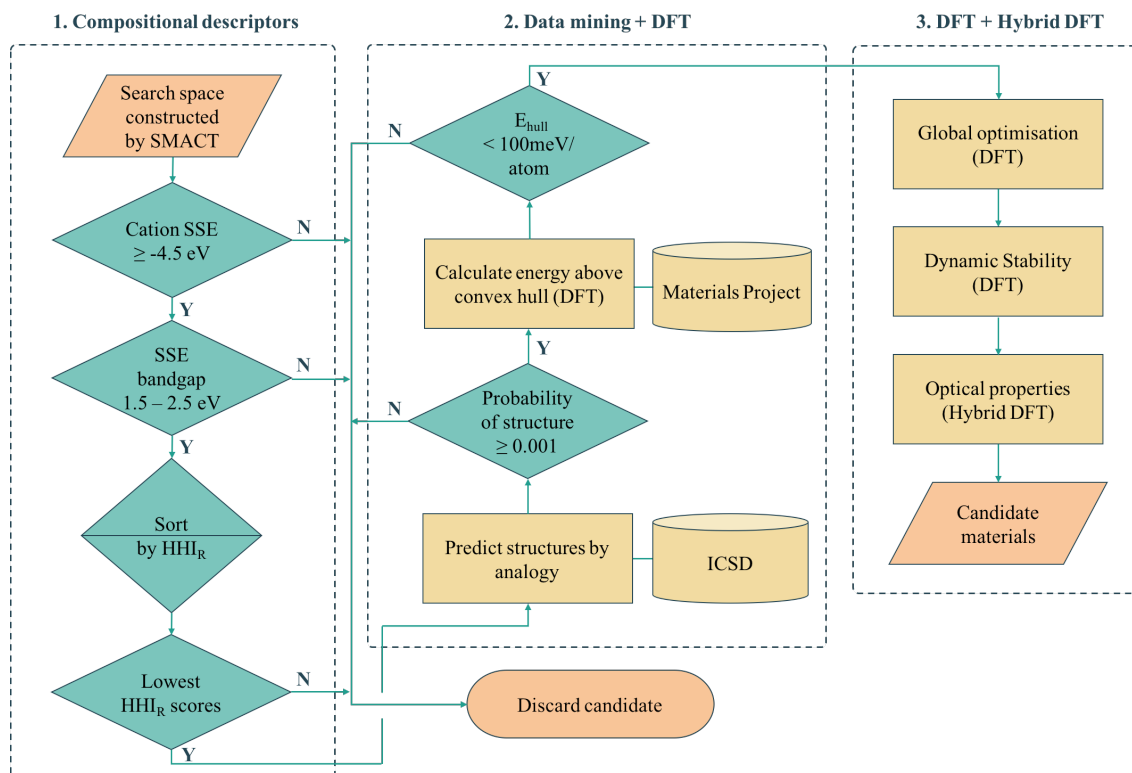 1. Compositional descriptors
Search space
constructed
by SMACT
Cation SSE
≥ -4.5 eV
N
Y
SSE
bandgap
1.5 – 2.5 eV
N
Y
Sort
by HHI_R
Lowest
HHI_R scores
N
Y
2. Data mining + DFT
Y
N
E_hull
< 100meV/
atom
Calculate energy above
convex hull (DFT)
Materials Project
Y
N
Probability
of structure
≥ 0.001
Predict structures by
analogy
ICSD
Discard candidate
3. DFT + Hybrid DFT
Global optimisation
(DFT)
Dynamic Stability
(DFT)
Optical properties
(Hybrid DFT)
Candidate
materials